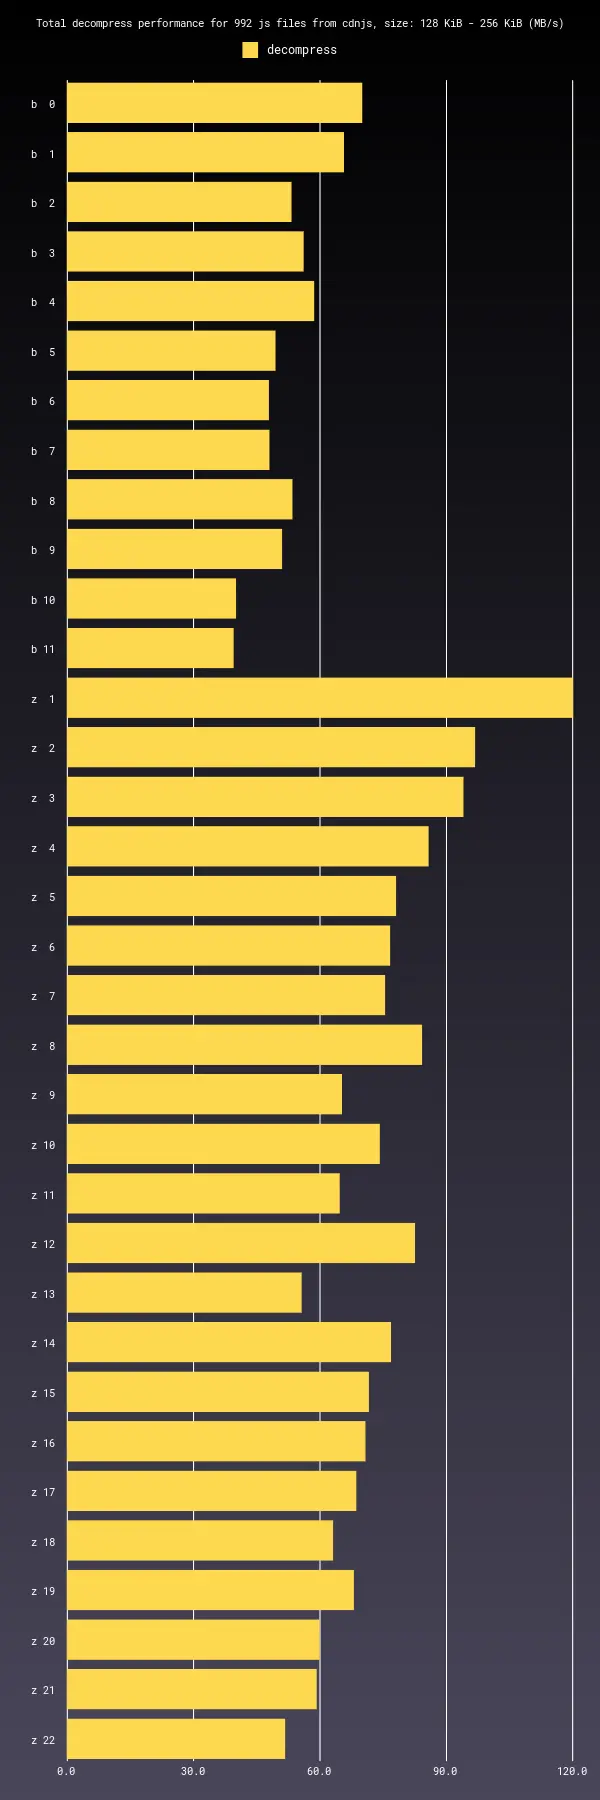 Total decompress performance for 992 js files from cdnjs, size: 128 KiB - 256 KiB (MB/s)
decompress
b 0
b 1
b 2
b 3
b 4
b 5
b 6
b 7
b 8
b 9
b 10
b 11
z 1
z 2
z 3
z 4
z 5
z 6
z 7
z 8
z 9
z 10
z 11
z 12
z 13
z 14
z 15
z 16
z 17
z 18
z 19
z 20
z 21
z 22
0.0 30.0 60.0 90.0 120.0